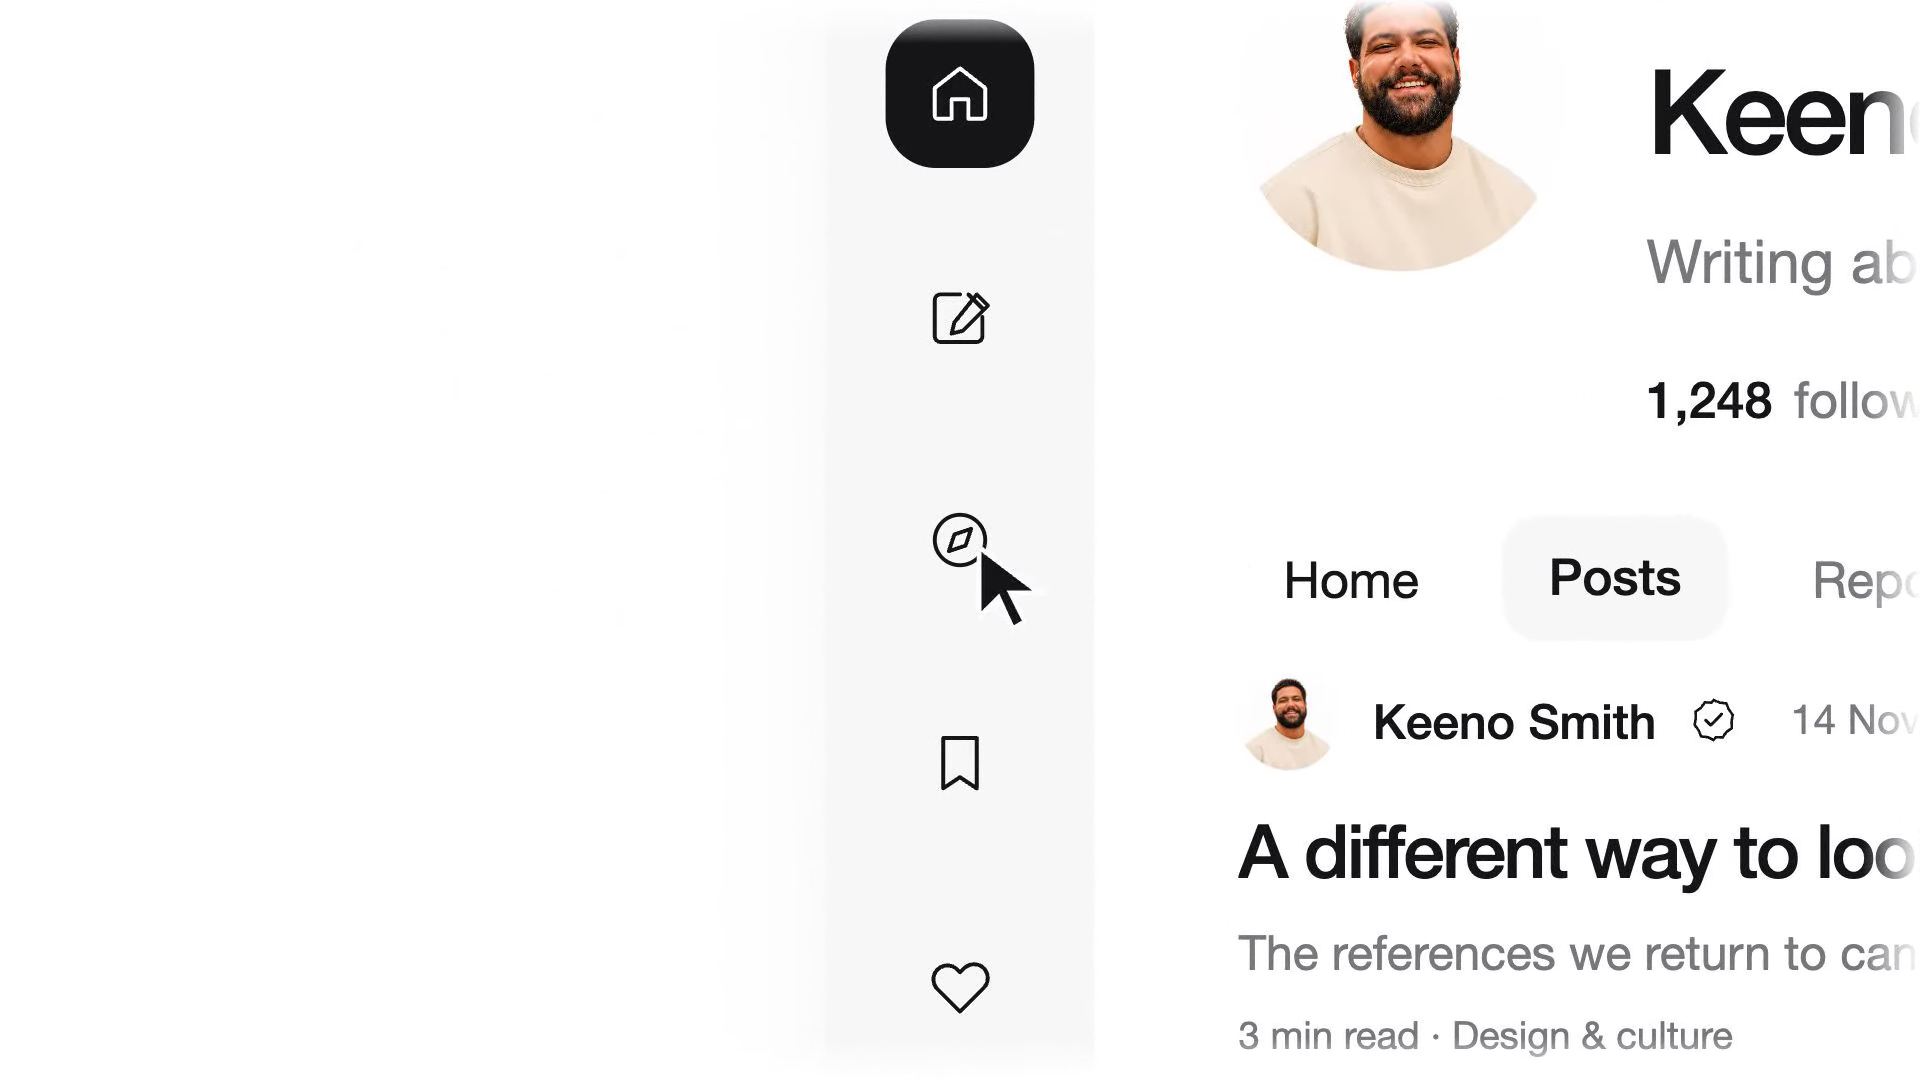 Keen
Writing ab
1,248 follow
Home Posts Repo
Keeno Smith 14 Nov
A different way to loo
The references we return to can
3 min read · Design & culture